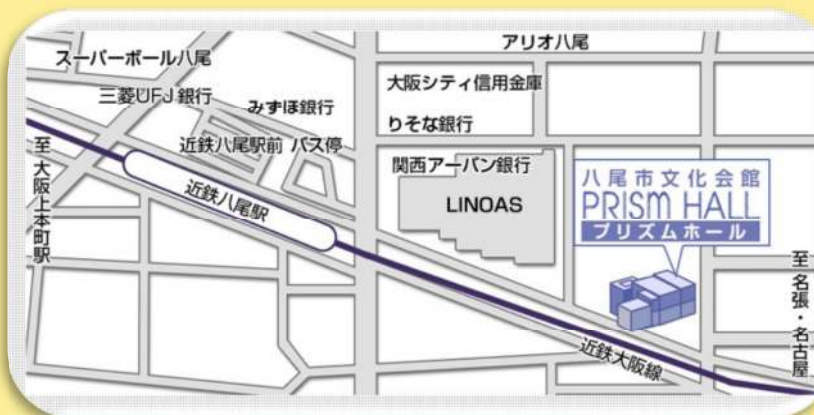 アリオ八尾
スーパーボール八尾
三菱UFJ銀行
みずほ銀行
大阪シティ信用金庫
近鉄八尾駅前 バス停
りそな銀行
関西アーバン銀行
LINOAS
八尾市文化会館
PRISM HALL
プリズムホール
至 大阪上本町駅
近鉄八尾駅
近鉄大阪線
至 名張・名古屋